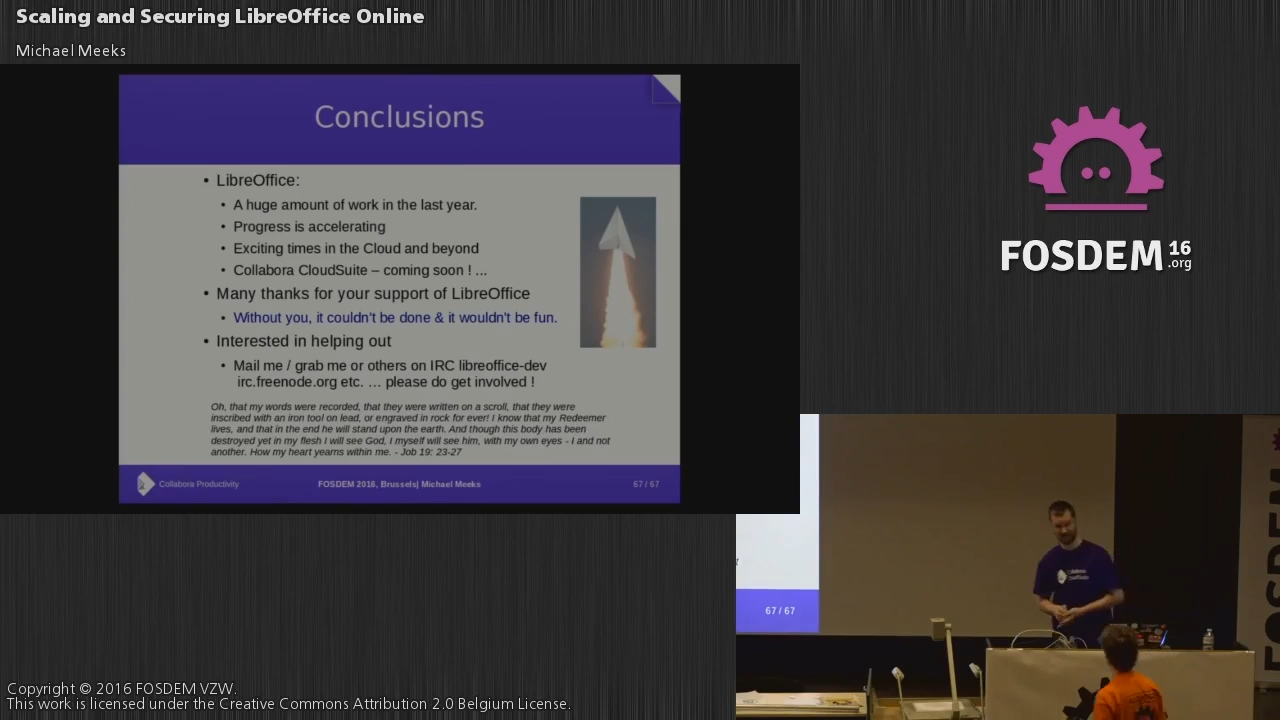 Scaling and Securing LibreOffice Online
Michael Meeks
Conclusions
• LibreOffice:
• A huge amount of work in the last year.
• Progress is accelerating
• Exciting times in the Cloud and beyond
• Collabora CloudSuite – coming soon ! ...
• Many thanks for your support of LibreOffice
• Without you, it couldn't be done & it wouldn't be fun.
• Interested in helping out
• Mail me / grab me or others on IRC libreoffice-dev
irc.freenode.org etc. … please do get involved !
Oh, that my words were recorded, that they were written on a scroll, that they were
inscribed with an iron tool on lead, or engraved in rock for ever! I know that my Redeemer
lives, and that in the end he will stand upon the earth. And though this body has been
destroyed yet in my flesh I will see God, I myself will see him, with my own eyes - I and not
another. How my heart yearns within me. - Job 19: 23-27
Collabora Productivity
FOSDEM 2016, Brussels| Michael Meeks
67 / 67
FOSDEM 16
.org
67 / 67
Collabora
CloudSuite
FOSDEM
Copyright © 2016 FOSDEM VZW.
This work is licensed under the Creative Commons Attribution 2.0 Belgium License.